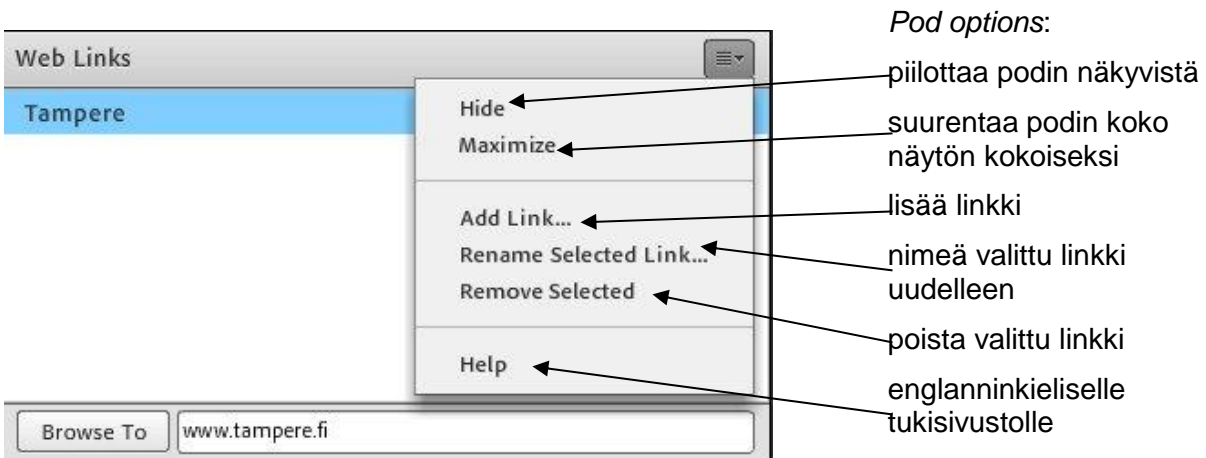 Pod options:
Web Links
piilottaa podin näkyvistä
Tampere
Hide
suurentaa podin koko
näytön kokoiseksi
Maximize
lisää linkki
Add Link...
nimeä valittu linkki
uudelleen
Rename Selected Link...
Remove Selected
poista valittu linkki
Help
englanninkieliselle
tukisivustolle
Browse To
www.tampere.fi